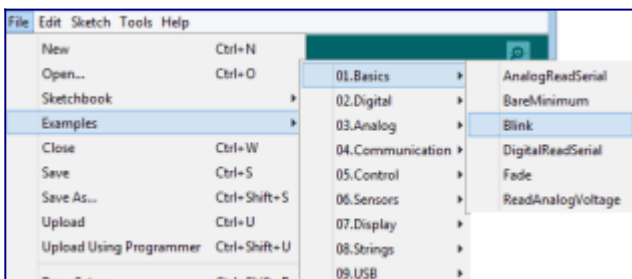 File Edit Sketch Tools Help
New Ctrl+N
Open... Ctrl+O
Sketchbook
Examples
Close Ctrl+W
Save Ctrl+S
Save As... Ctrl+Shift+S
Upload Ctrl+U
Upload Using Programmer Ctrl+Shift+U
01.Basics
02.Digital
03.Analog
04.Communication
05.Control
06.Sensors
07.Display
08.Strings
09.USB
AnalogReadSerial
BareMinimum
Blink
DigitalReadSerial
Fade
ReadAnalogVoltage